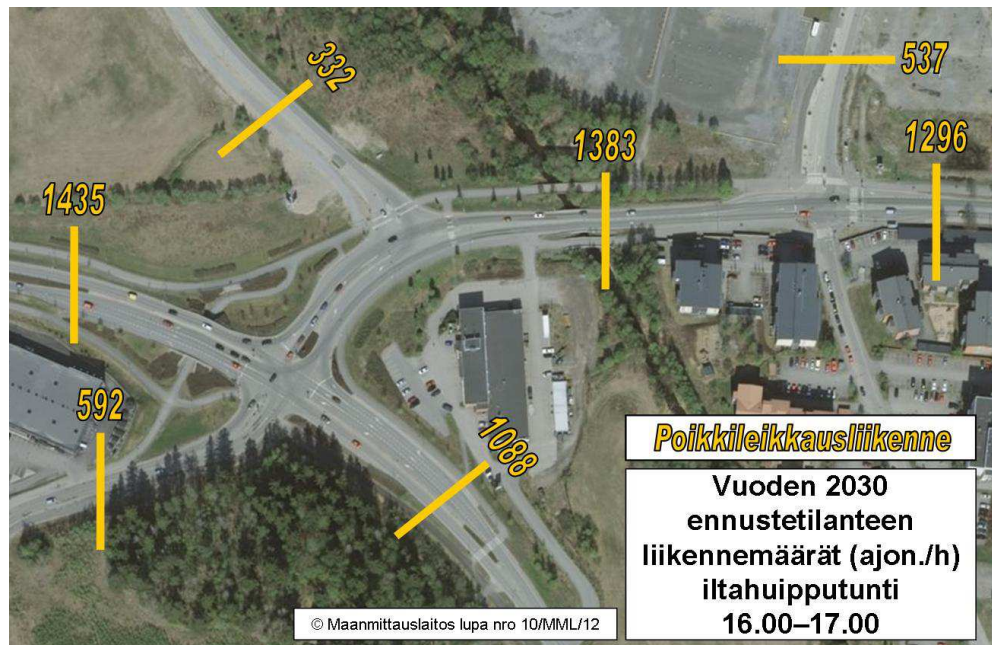 332
537
1383
1296
1435
592
1088
Poikkileikkausliikenne
Vuoden 2030
ennustetilanteen
liikennemäärät (ajon./h)
iltahuipputunti
16.00–17.00
© Maanmittauslaitos lupa nro 10/MML/12